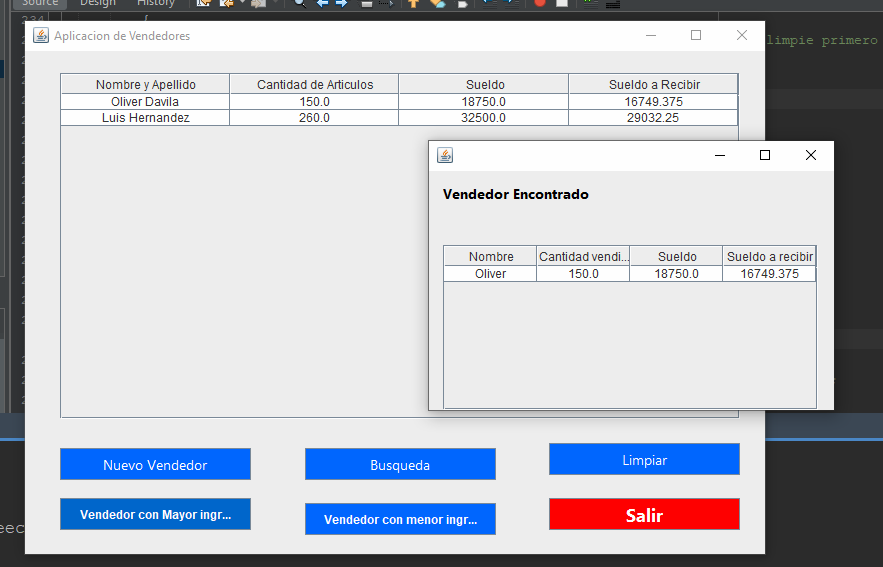 Source Design History
234 {
limpie primero
Aplicacion de Vendedores
Nombre y Apellido Cantidad de Articulos Sueldo Sueldo a Recibir
Oliver Davila 150.0 18750.0 16749.375
Luis Hernandez 260.0 32500.0 29032.25
Vendedor Encontrado
Nombre Cantidad vendi... Sueldo Sueldo a recibir
Oliver 150.0 18750.0 16749.375
Nuevo Vendedor Busqueda Limpiar
Vendedor con Mayor ingr... Vendedor con menor ingr... Salir